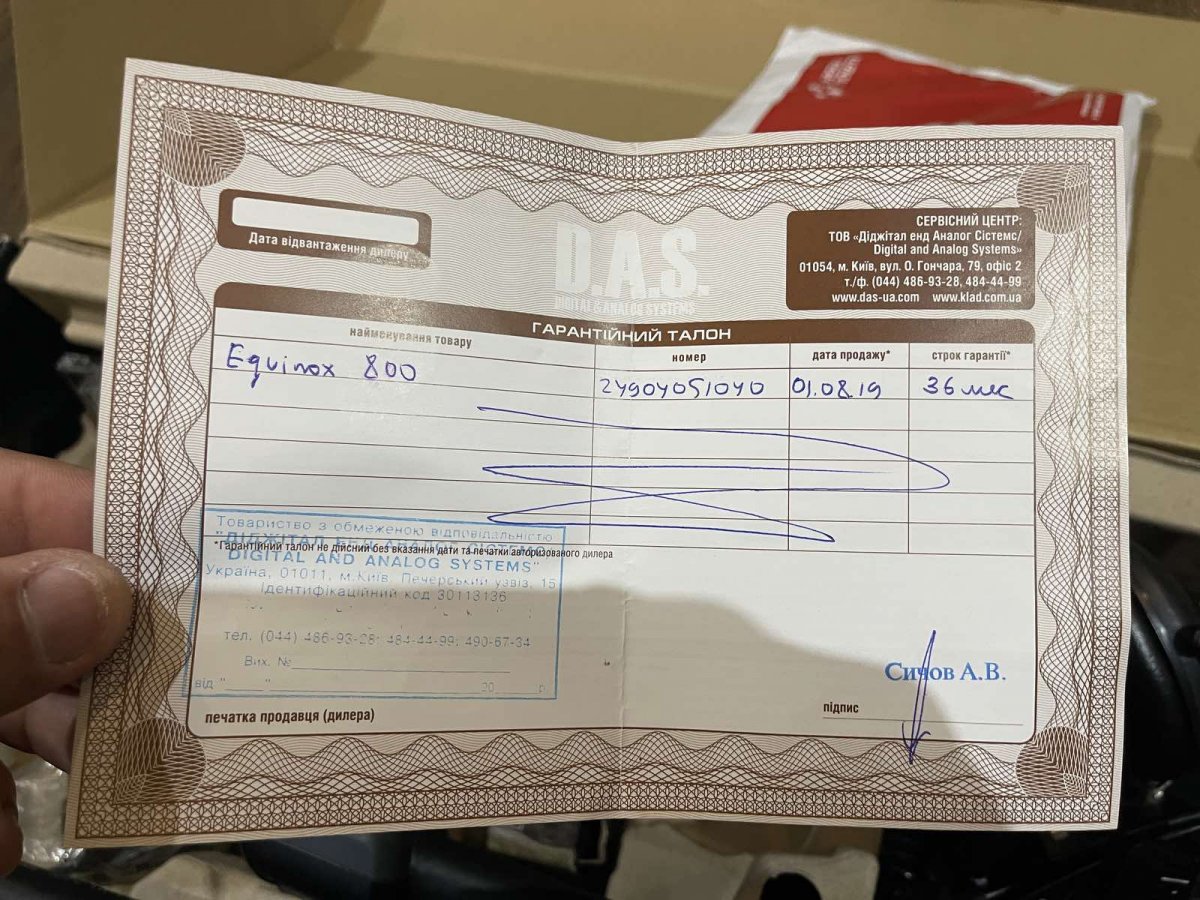 Дата відвантаження дилеру
D.A.S.
DIGITAL & ANALOG SYSTEMS
СЕРВІСНИЙ ЦЕНТР:
ТОВ «Діджітал енд Аналог Сістемс/
Digital and Analog Systems»
01054, м. Київ, вул. О. Гончара, 79, офіс 2
т./ф. (044) 486-93-28, 484-44-99
www.das-ua.com www.klad.com.ua
ГАРАНТІЙНИЙ ТАЛОН
найменування товару номер дата продажу* строк гарантії*
Equinox 800 24904051040 01.08.19 36 мес
Товариство з обмеженою відповідальністю
"ДІДЖІТАЛ ЕНД АНАЛОГ СІСТЕМС/
*Гарантійний талон не дійсний без вказання дати та печатки авторизованого дилера
DIGITAL AND ANALOG SYSTEMS"
Україна, 01011, м.Київ, Печерський узвіз, 15
Ідентифікаційний код 30113136
тел. (044) 486-93-28; 484-44-99; 490-67-34
Вих. №
від " " 20 р.
Сичов А.В.
печатка продавця (дилера)
підпис